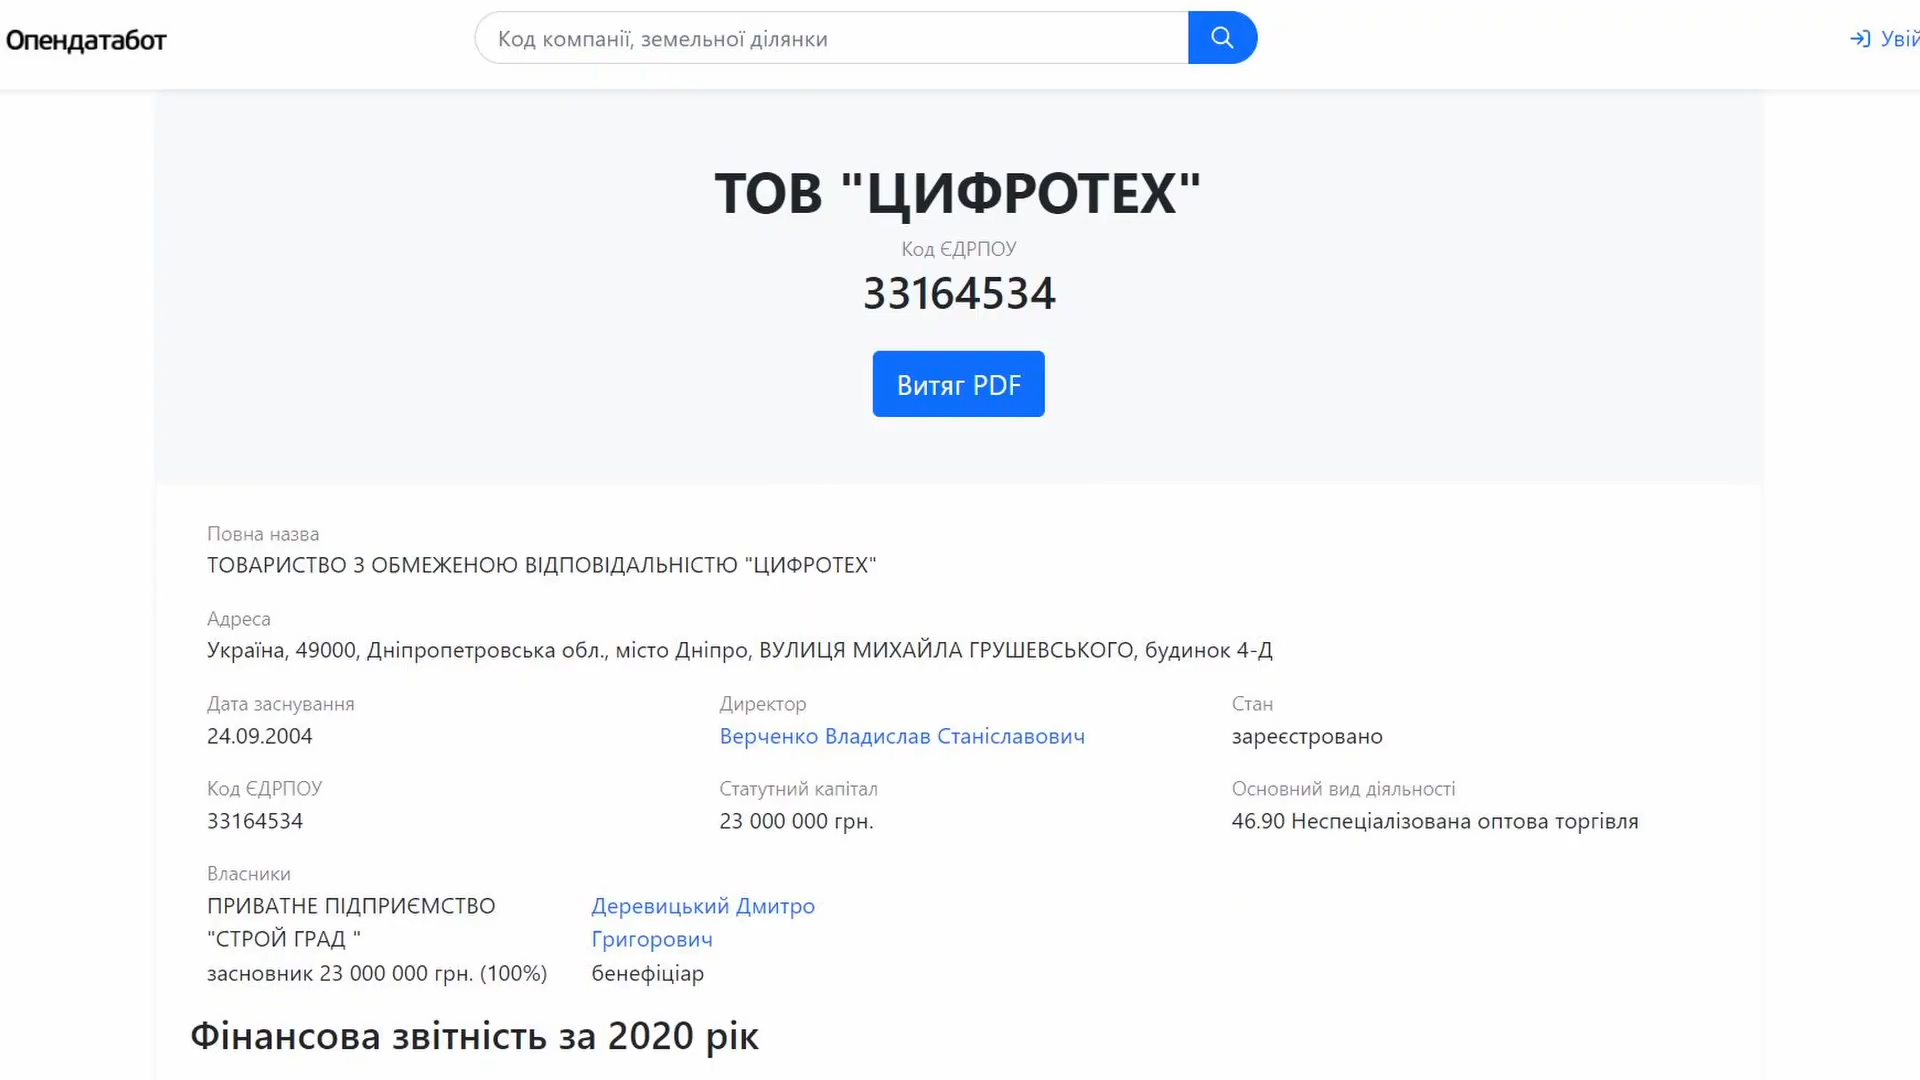 Опендатабот
Код компанії, земельної ділянки
Увій
ТОВ "ЦИФРОТЕХ"
Код ЄДРПОУ
33164534
Витяг PDF
Повна назва
ТОВАРИСТВО З ОБМЕЖЕНОЮ ВІДПОВІДАЛЬНІСТЮ "ЦИФРОТЕХ"
Адреса
Україна, 49000, Дніпропетровська обл., місто Дніпро, ВУЛИЦЯ МИХАЙЛА ГРУШЕВСЬКОГО, будинок 4-Д
Дата заснування
24.09.2004
Директор
Верченко Владислав Станіславович
Стан
зареєстровано
Код ЄДРПОУ
33164534
Статутний капітал
23 000 000 грн.
Основний вид діяльності
46.90 Неспеціалізована оптова торгівля
Власники
ПРИВАТНЕ ПІДПРИЄМСТВО
"СТРОЙ ГРАД "
засновник 23 000 000 грн. (100%)
Деревицький Дмитро
Григорович
бенефіціар
Фінансова звітність за 2020 рік